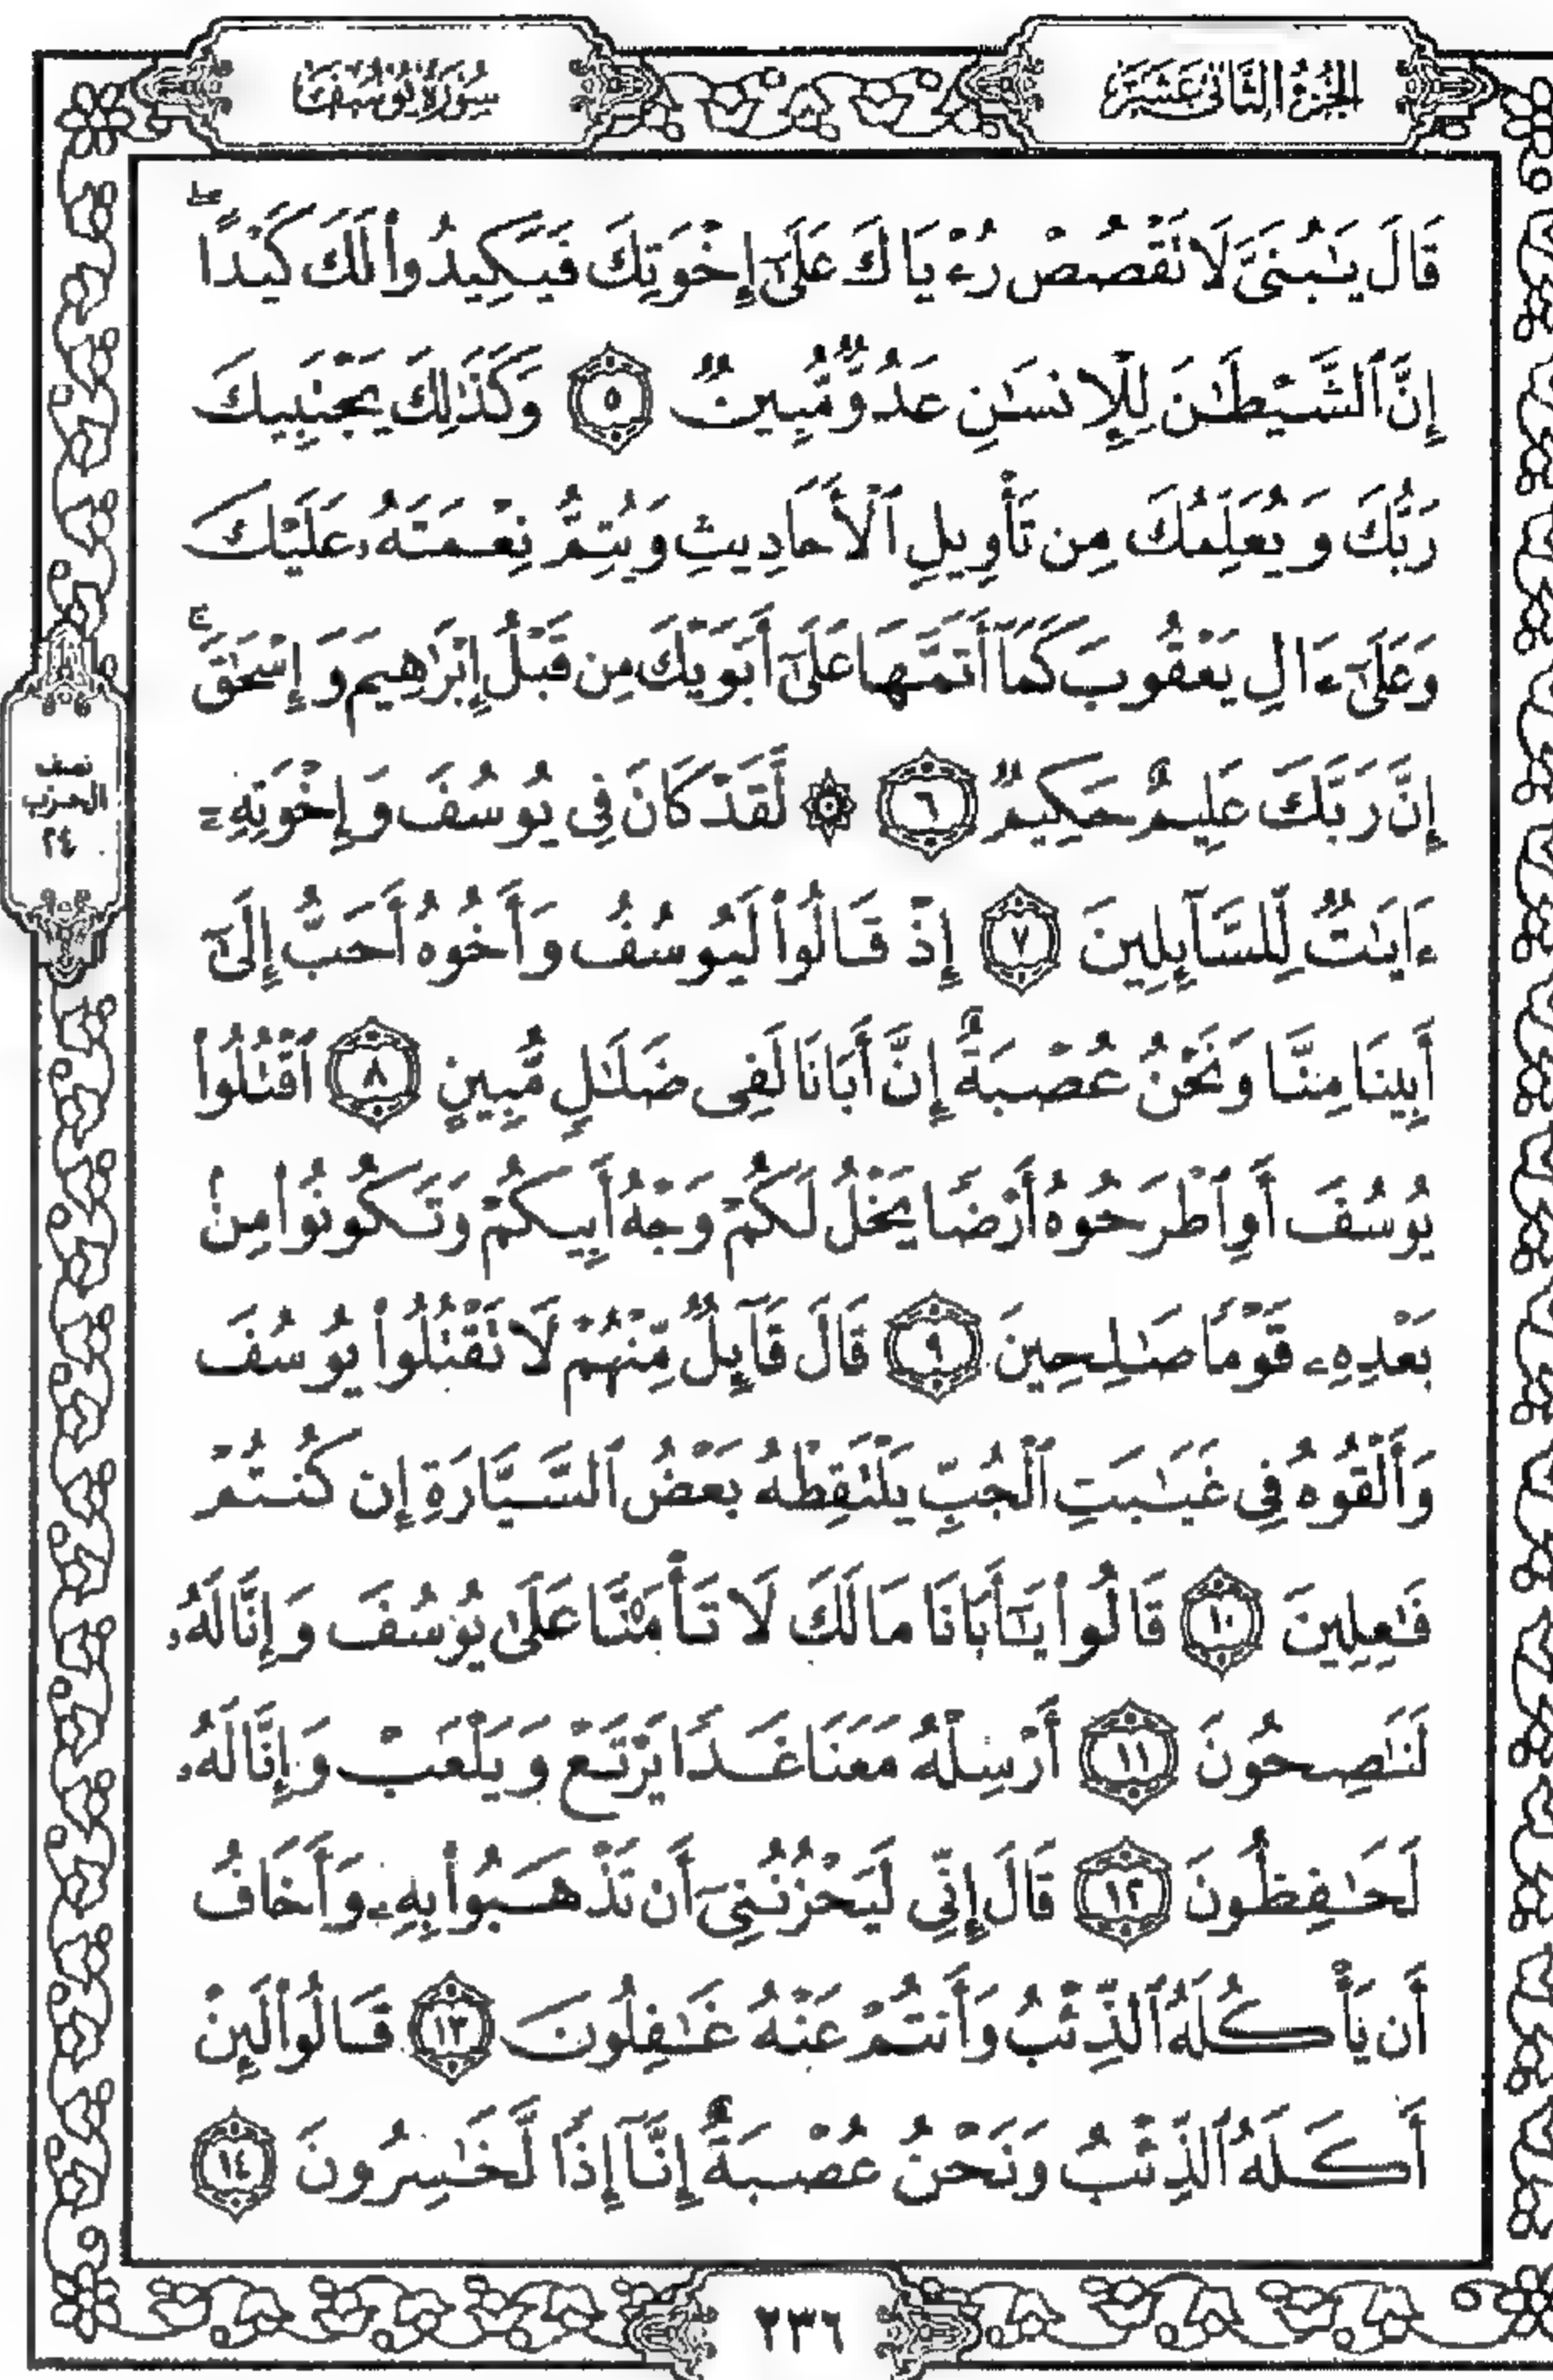 الجزء الثاني عشر
سورة يوسف
قَالَ يَـٰبُنَىَّ لَا تَقْصُصْ رُءْيَاكَ عَلَىٰٓ إِخْوَتِكَ فَيَكِيدُوا۟ لَكَ كَيْدًا ۖ
إِنَّ ٱلشَّيْطَـٰنَ لِلْإِنسَـٰنِ عَدُوٌّ مُّبِينٌ ٥ وَكَذَٰلِكَ يَجْتَبِيكَ
رَبُّكَ وَيُعَلِّمُكَ مِن تَأْوِيلِ ٱلْأَحَادِيثِ وَيُتِمُّ نِعْمَتَهُۥ عَلَيْكَ
وَعَلَىٰٓ ءَالِ يَعْقُوبَ كَمَآ أَتَمَّهَا عَلَىٰٓ أَبَوَيْكَ مِن قَبْلُ إِبْرَٰهِيمَ وَإِسْحَـٰقَ ۚ
إِنَّ رَبَّكَ عَلِيمٌ حَكِيمٌ ٦ ۞ لَّقَدْ كَانَ فِى يُوسُفَ وَإِخْوَتِهِۦٓ
ءَايَـٰتٌ لِّلسَّآئِلِينَ ٧ إِذْ قَالُوا۟ لَيُوسُفُ وَأَخُوهُ أَحَبُّ إِلَىٰٓ
أَبِينَا مِنَّا وَنَحْنُ عُصْبَةٌ إِنَّ أَبَانَا لَفِى ضَلَـٰلٍ مُّبِينٍ ٨ ٱقْتُلُوا۟
يُوسُفَ أَوِ ٱطْرَحُوهُ أَرْضًا يَخْلُ لَكُمْ وَجْهُ أَبِيكُمْ وَتَكُونُوا۟ مِنۢ
بَعْدِهِۦ قَوْمًا صَـٰلِحِينَ ٩ قَالَ قَآئِلٌ مِّنْهُمْ لَا تَقْتُلُوا۟ يُوسُفَ
وَأَلْقُوهُ فِى غَيَـٰبَتِ ٱلْجُبِّ يَلْتَقِطْهُ بَعْضُ ٱلسَّيَّارَةِ إِن كُنتُمْ
فَـٰعِلِينَ ١٠ قَالُوا۟ يَـٰٓأَبَانَا مَا لَكَ لَا تَأْمَ۫نَّا عَلَىٰ يُوسُفَ وَإِنَّا لَهُۥ
لَنَـٰصِحُونَ ١١ أَرْسِلْهُ مَعَنَا غَدًا يَرْتَعْ وَيَلْعَبْ وَإِنَّا لَهُۥ
لَحَـٰفِظُونَ ١٢ قَالَ إِنِّى لَيَحْزُنُنِىٓ أَن تَذْهَبُوا۟ بِهِۦ وَأَخَافُ
أَن يَأْكُلَهُ ٱلذِّئْبُ وَأَنتُمْ عَنْهُ غَـٰفِلُونَ ١٣ قَالُوا۟ لَئِنْ
أَكَلَهُ ٱلذِّئْبُ وَنَحْنُ عُصْبَةٌ إِنَّآ إِذًا لَّخَـٰسِرُونَ ١٤
نصف
الحزب
٢٤
٢٣٦